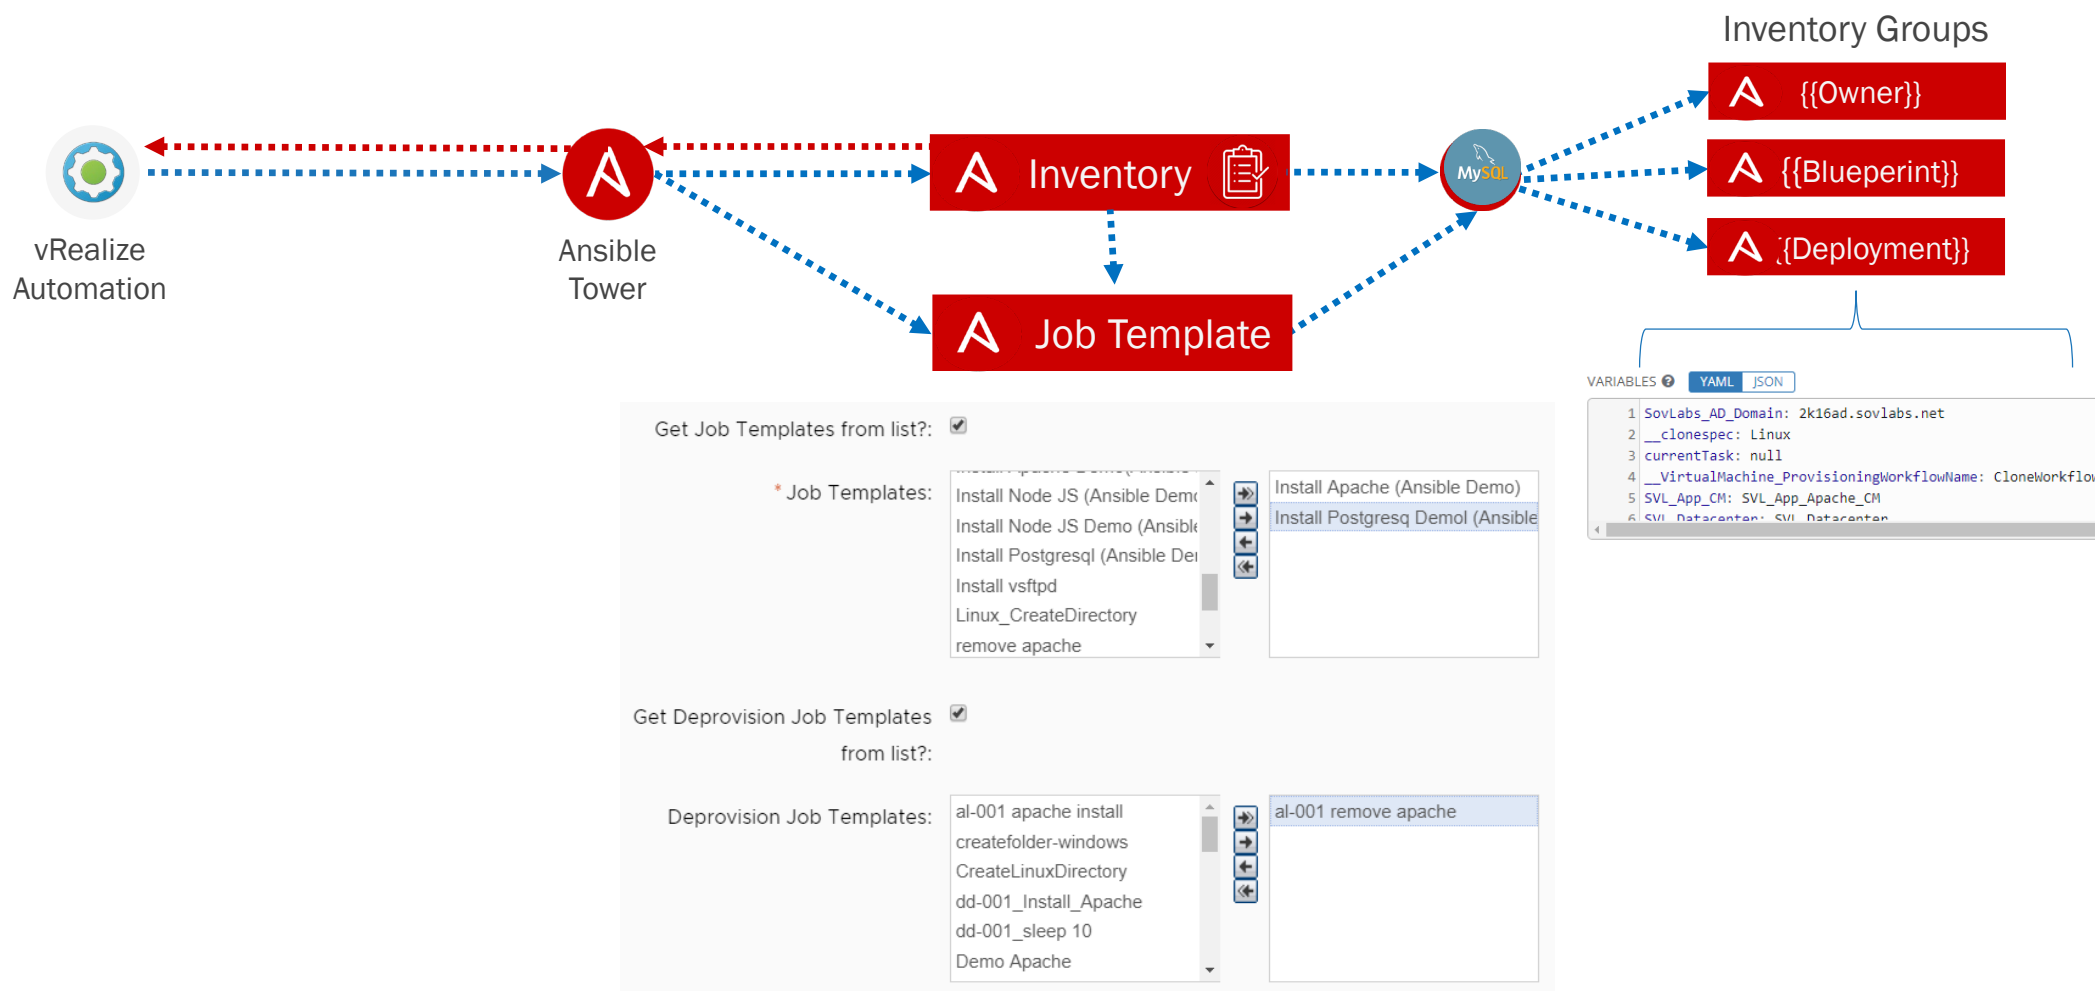 Inventory Groups
{{Owner}}
{{Blueperint}}
{{Deployment}}
vRealize
Automation
Ansible
Tower
Inventory
MySQL
Job Template
VARIABLES
YAML
JSON
1 SovLabs_AD_Domain: 2k16ad.sovlabs.net
2 __clonespec: Linux
3 currentTask: null
4 __VirtualMachine_ProvisioningWorkflowName: CloneWorkflow
5 SVL_App_CM: SVL_App_Apache_CM
6 SVL_Datacenter: SVL_Datacenter
Get Job Templates from list?:
* Job Templates:
Install Node JS (Ansible Demo
Install Node JS Demo (Ansible
Install Postgresql (Ansible De
Install vsftpd
Linux_CreateDirectory
remove apache
Install Apache (Ansible Demo)
Install Postgresq Demol (Ansible
Get Deprovision Job Templates
from list?:
Deprovision Job Templates:
al-001 apache install
createfolder-windows
CreateLinuxDirectory
dd-001_Install_Apache
dd-001_sleep 10
Demo Apache
al-001 remove apache